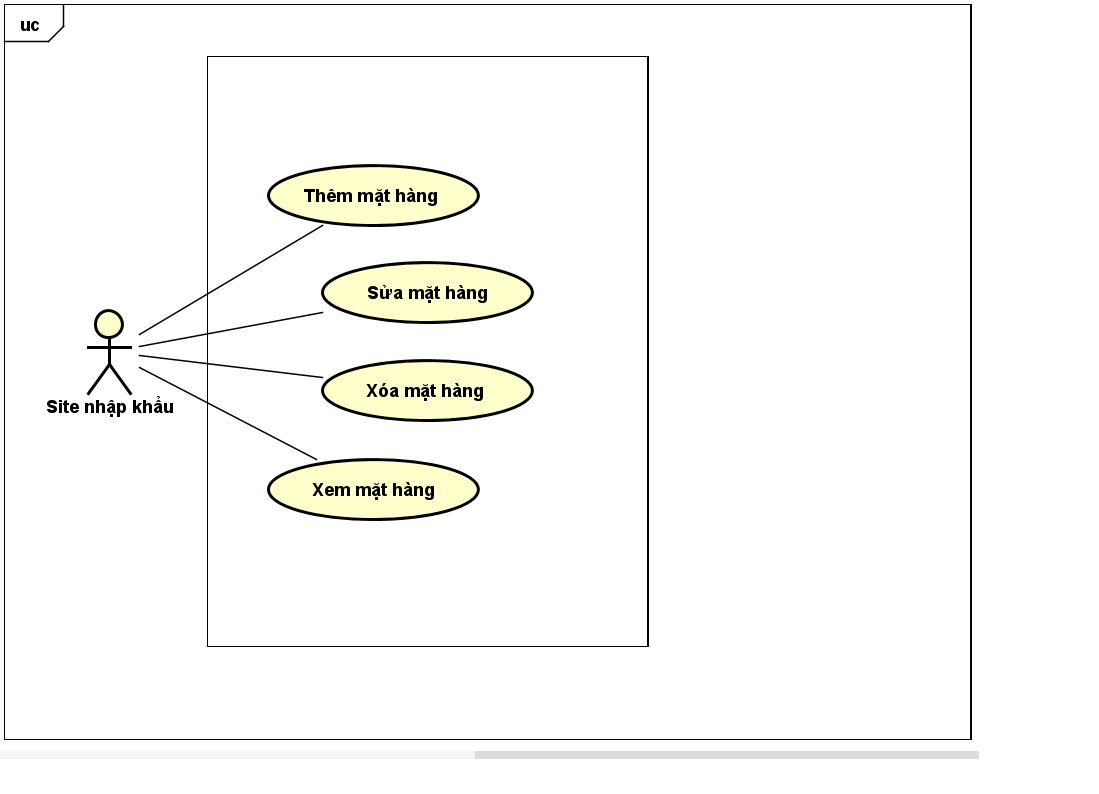 uc
Thêm mặt hàng
Sửa mặt hàng
Xóa mặt hàng
Site nhập khẩu
Xem mặt hàng